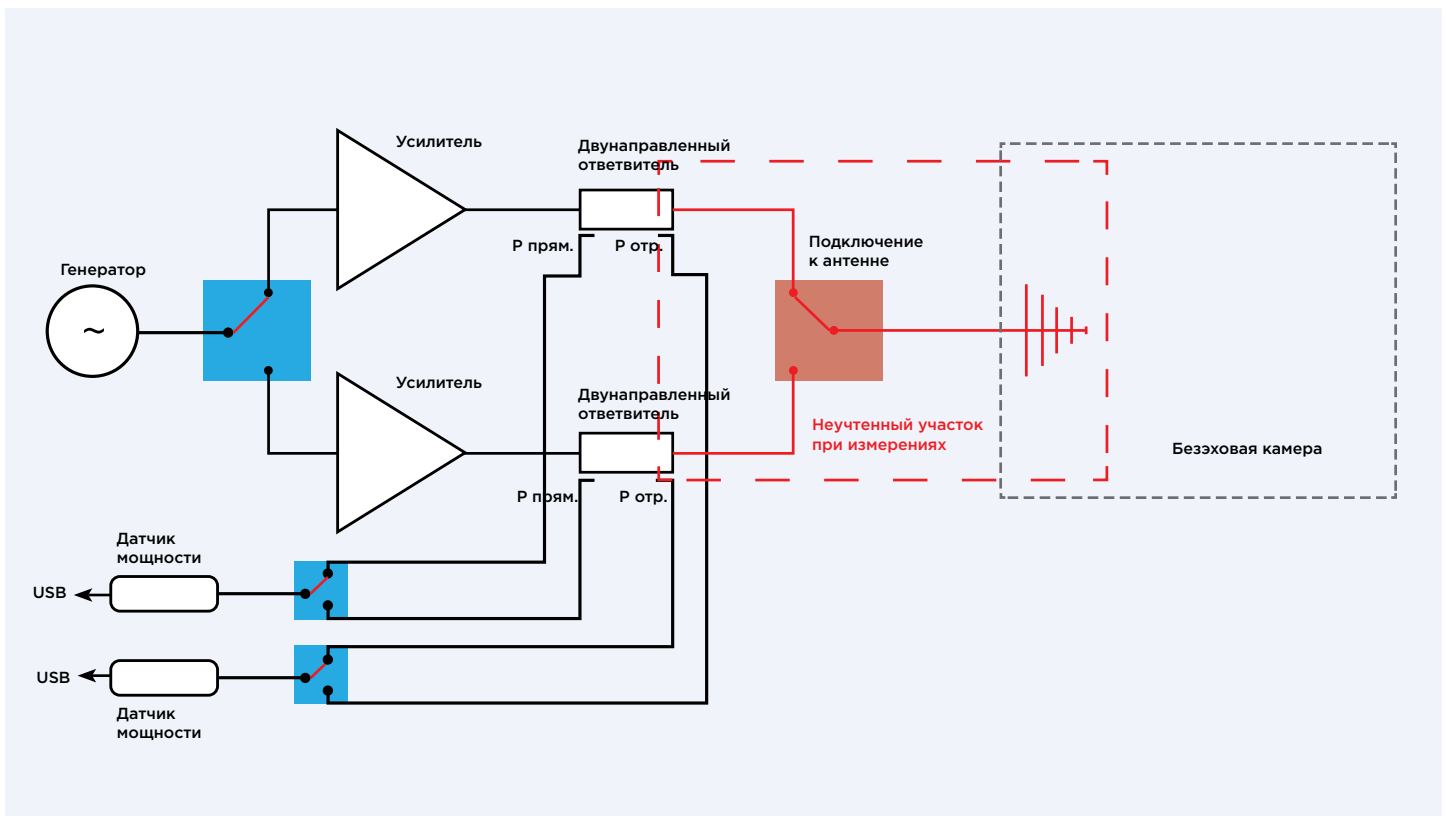 Усилитель
Двунаправленный
ответвитель
P прям.
P отр.
Подключение
к антенне
Генератор
~
Усилитель
Двунаправленный
ответвитель
Неучтенный участок
при измерениях
Безэховая камера
P прям.
P отр.
Датчик
мощности
USB
USB
Датчик
мощности